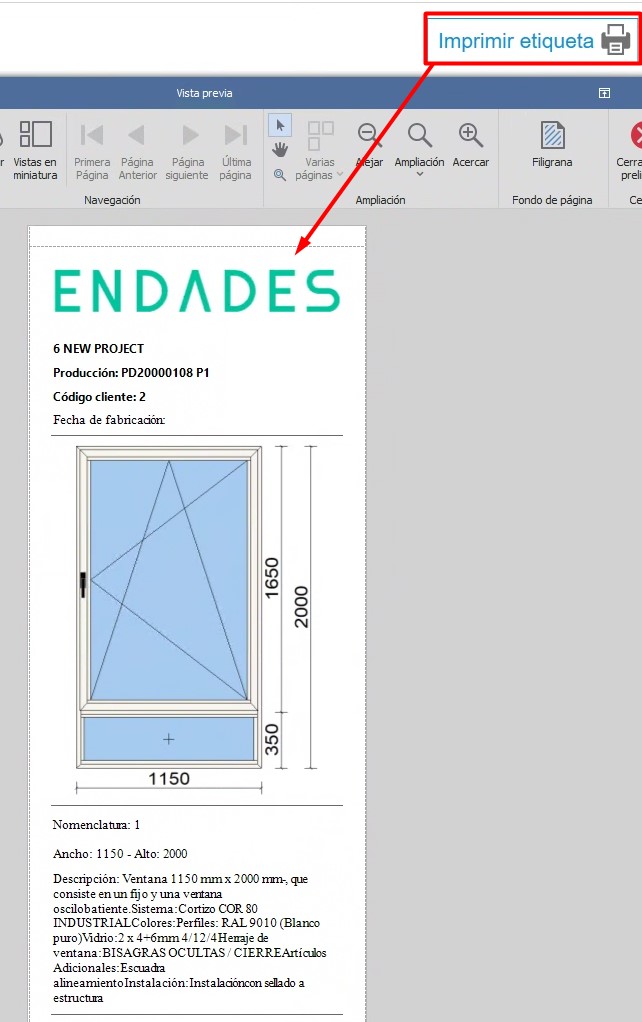 Imprimir etiqueta
Vista previa
r
Vistas en
miniatura
Primera
Página
Página
Anterior
Página
siguiente
Última
página
Varias
páginas
Alejar
Ampliación
Acercar
Filigrana
Cerra
preli
Navegación
Ampliación
Fondo de página
Ce
ENDADES
6 NEW PROJECT
Producción: PD20000108 P1
Código cliente: 2
Fecha de fabricación:
1650
2000
350
1150
Nomenclatura: 1
Ancho: 1150 - Alto: 2000
Descripción: Ventana 1150 mm x 2000 mm-, que
consiste en un fijo y una ventana
oscilobatiente.Sistema:Cortizo COR 80
INDUSTRIALColores:Perfiles: RAL 9010 (Blanco
puro)Vidrio:2 x 4+6mm 4/12/4Herraje de
ventana:BISAGRAS OCULTAS / CIERREArtículos
Adicionales:Escuadra
alineamientoInstalación:Instalacióncon sellado a
estructura